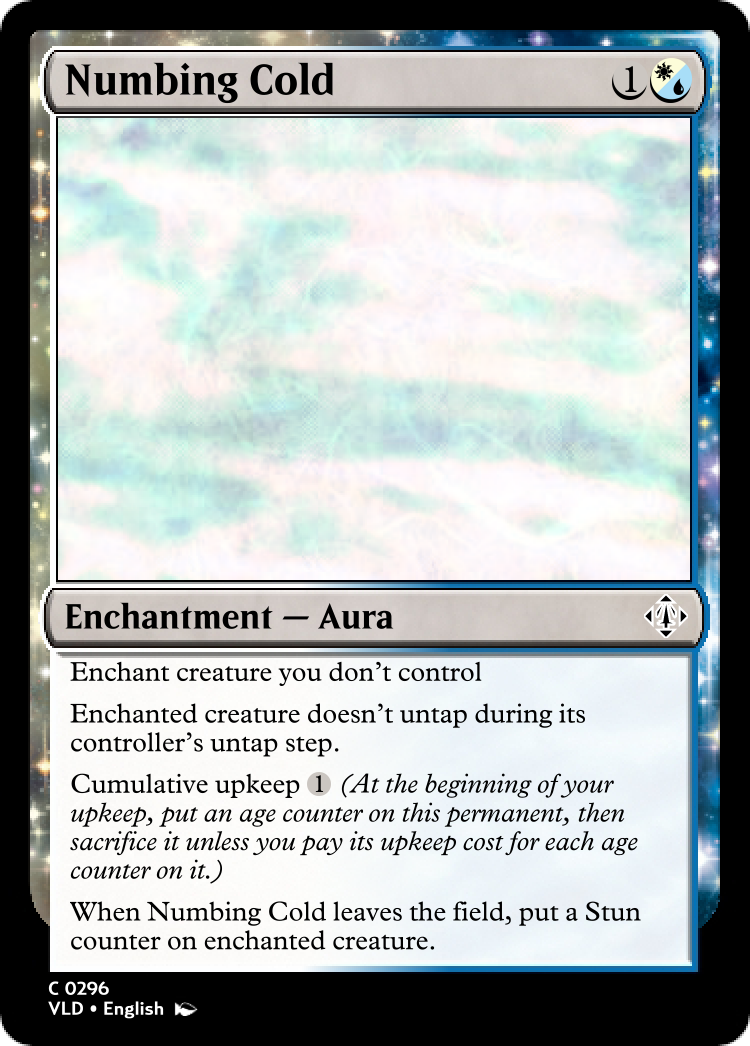 Numbing Cold 1
Enchantment — Aura
Enchant creature you don't control
Enchanted creature doesn't untap during its
controller's untap step.
Cumulative upkeep 1 (At the beginning of your
upkeep, put an age counter on this permanent, then
sacrifice it unless you pay its upkeep cost for each age
counter on it.)
When Numbing Cold leaves the field, put a Stun
counter on enchanted creature.
C 0296
VLD • English